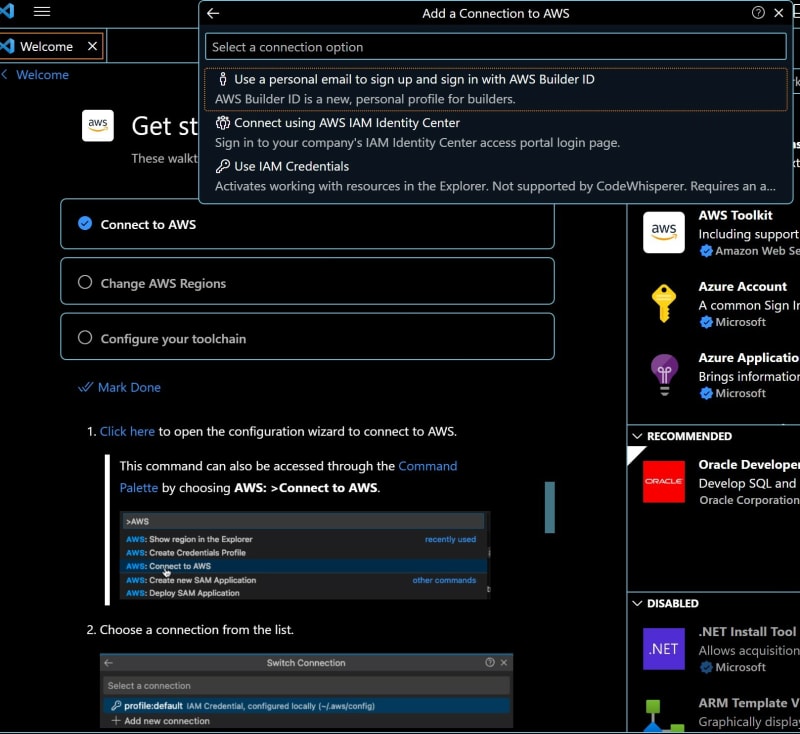 Add a Connection to AWS
Select a connection option
Use a personal email to sign up and sign in with AWS Builder ID
AWS Builder ID is a new, personal profile for builders.
Connect using AWS IAM Identity Center
Sign in to your company's IAM Identity Center access portal login page.
Use IAM Credentials
Activates working with resources in the Explorer. Not supported by CodeWhisperer. Requires an a...
Welcome
Welcome
aws
Get st
These walkt
Connect to AWS
Change AWS Regions
Configure your toolchain
Mark Done
1. Click here to open the configuration wizard to connect to AWS.
This command can also be accessed through the Command
Palette by choosing AWS: >Connect to AWS.
>AWS
AWS: Show region in the Explorer recently used
AWS: Create Credentials Profile
AWS: Connect to AWS
AWS: Create new SAM Application other commands
AWS: Deploy SAM Application
2. Choose a connection from the list.
Switch Connection
Select a connection
profile:default IAM Credential, configured locally (~/.aws/config)
Add new connection
aws
AWS Toolkit
Including support
Amazon Web Se
Azure Account
A common Sign In
Microsoft
Azure Applicatio
Brings information
Microsoft
RECOMMENDED
ORACLE
Oracle Developer
Develop SQL and
Oracle Corporation
DISABLED
.NET
.NET Install Tool
Allows acquisition
Microsoft
ARM Template V
Graphically display